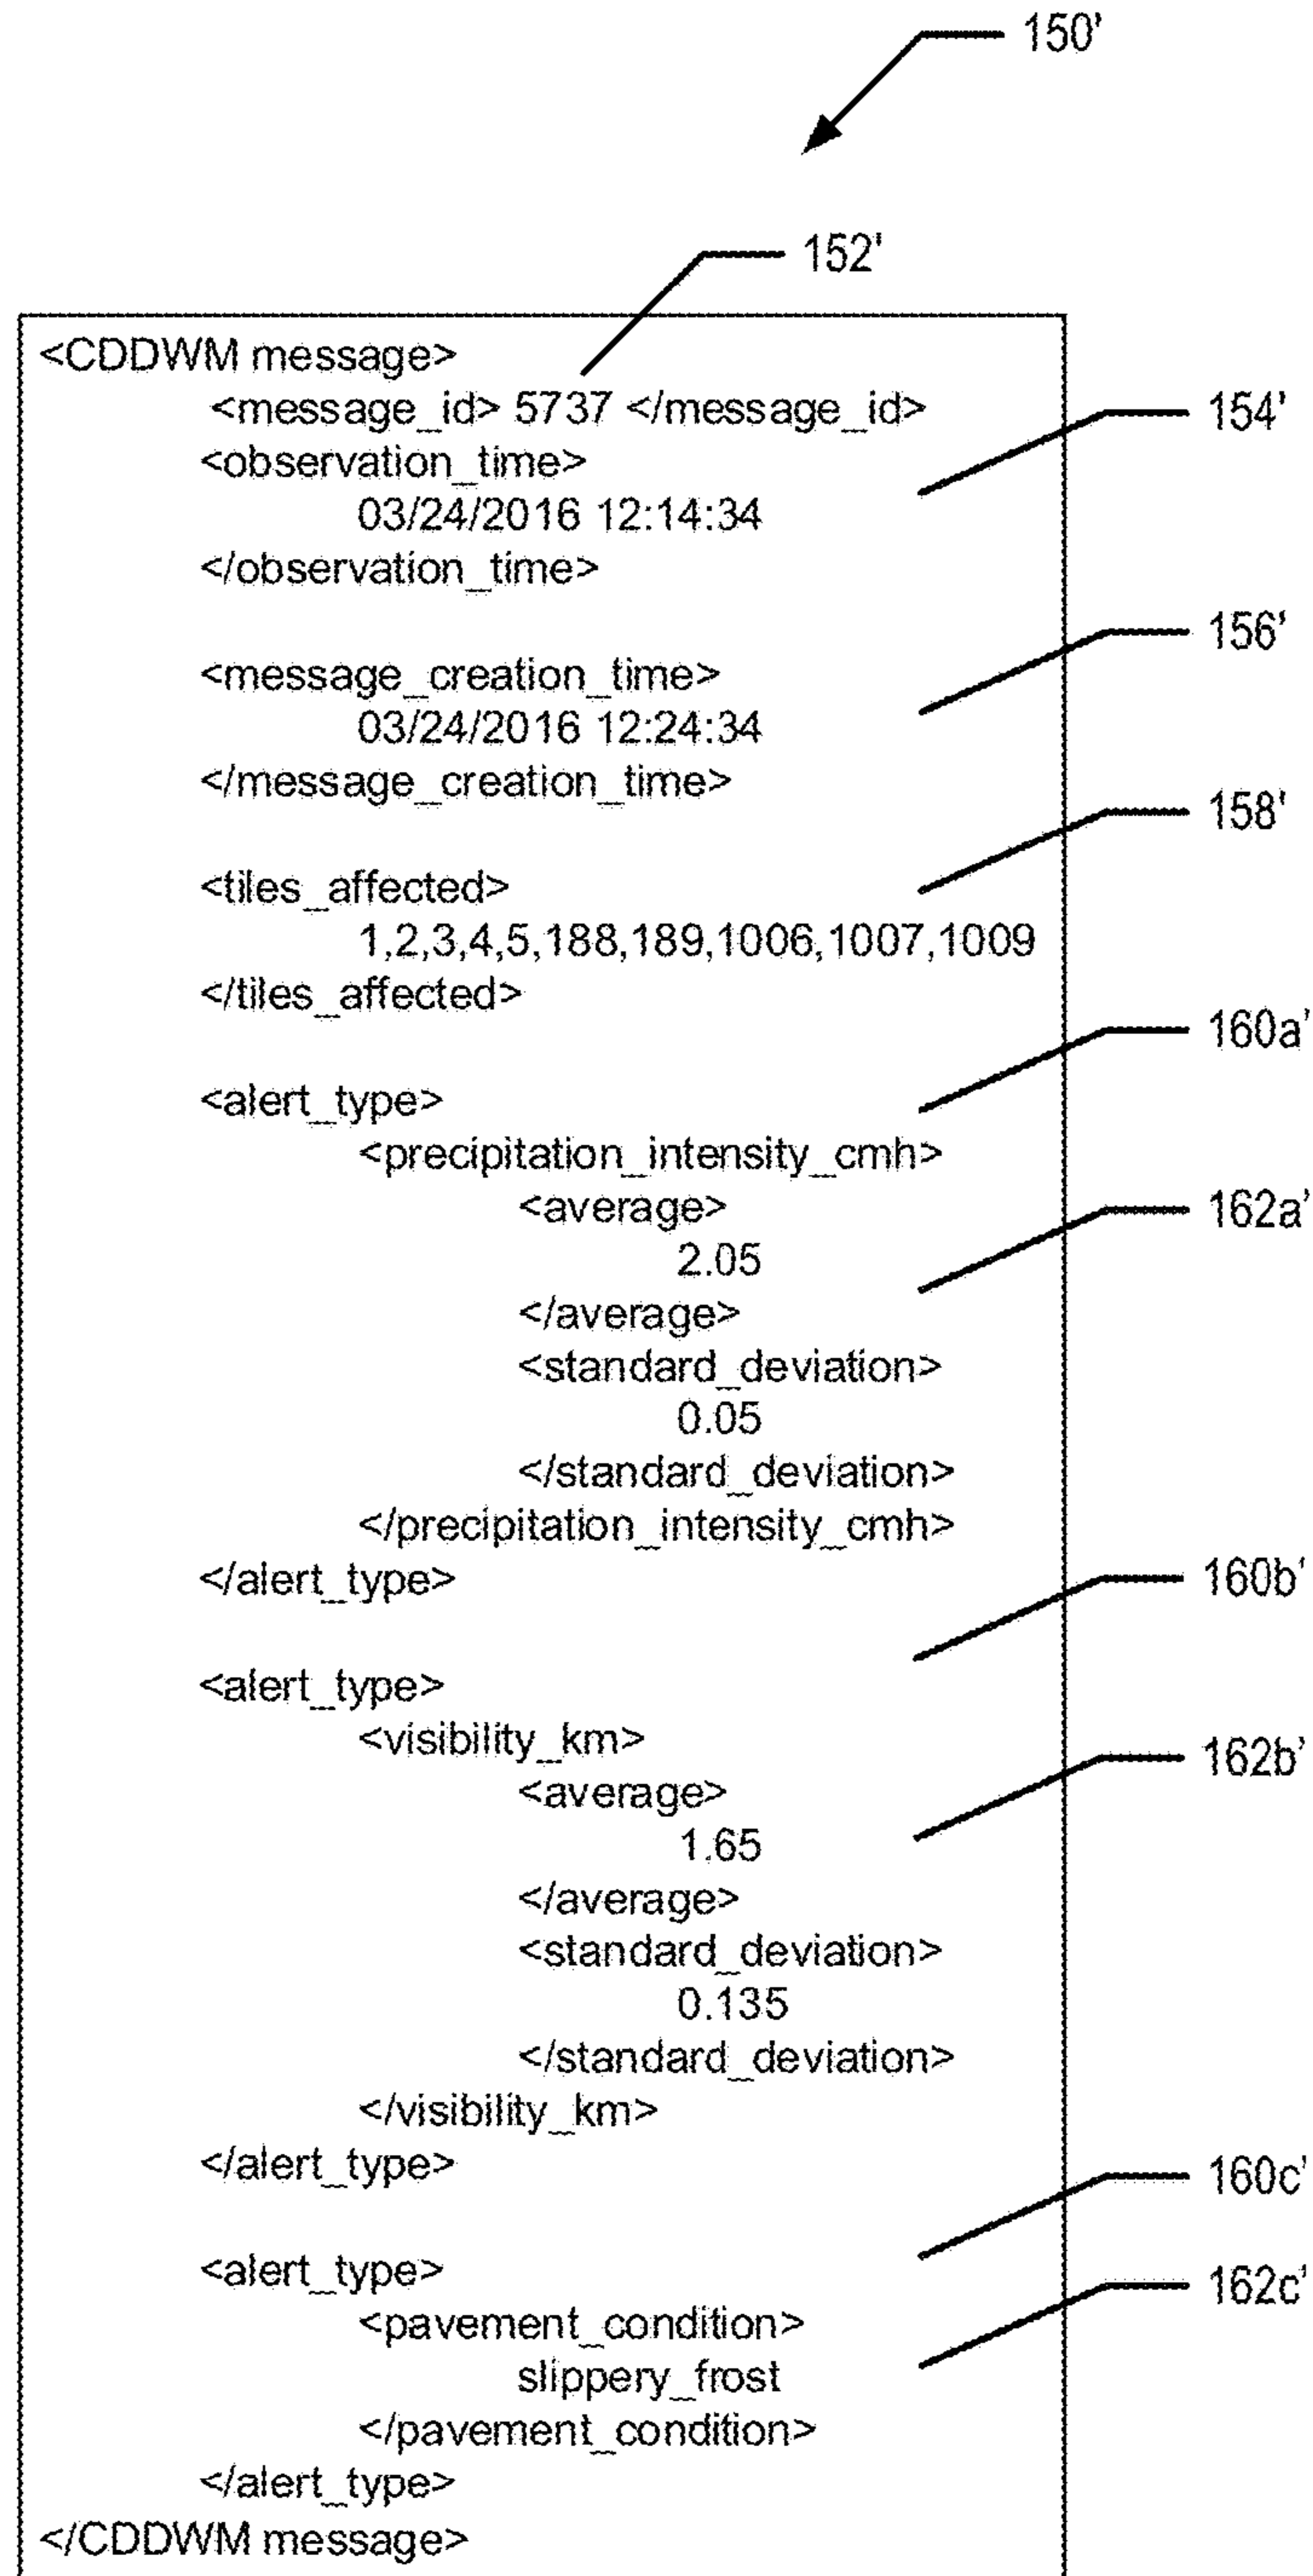 150'
152'
<CDDWM message>
<message_id> 5737 </message_id>
154'
<observation_time>
03/24/2016 12:14:34
</observation_time>
156'
<message_creation_time>
03/24/2016 12:24:34
</message_creation_time>
158'
<tiles_affected>
1,2,3,4,5,188,189,1006,1007,1009
</tiles_affected>
160a'
<alert_type>
<precipitation_intensity_cmh>
<average>
162a'
2.05
</average>
<standard_deviation>
0.05
</standard_deviation>
</precipitation_intensity_cmh>
</alert_type>
160b'
<alert_type>
<visibility_km>
162b'
<average>
1.65
</average>
<standard_deviation>
0.135
</standard_deviation>
</visibility_km>
</alert_type>
160c'
<alert_type>
162c'
<pavement_condition>
slippery_frost
</pavement_condition>
</alert_type>
</CDDWM message>